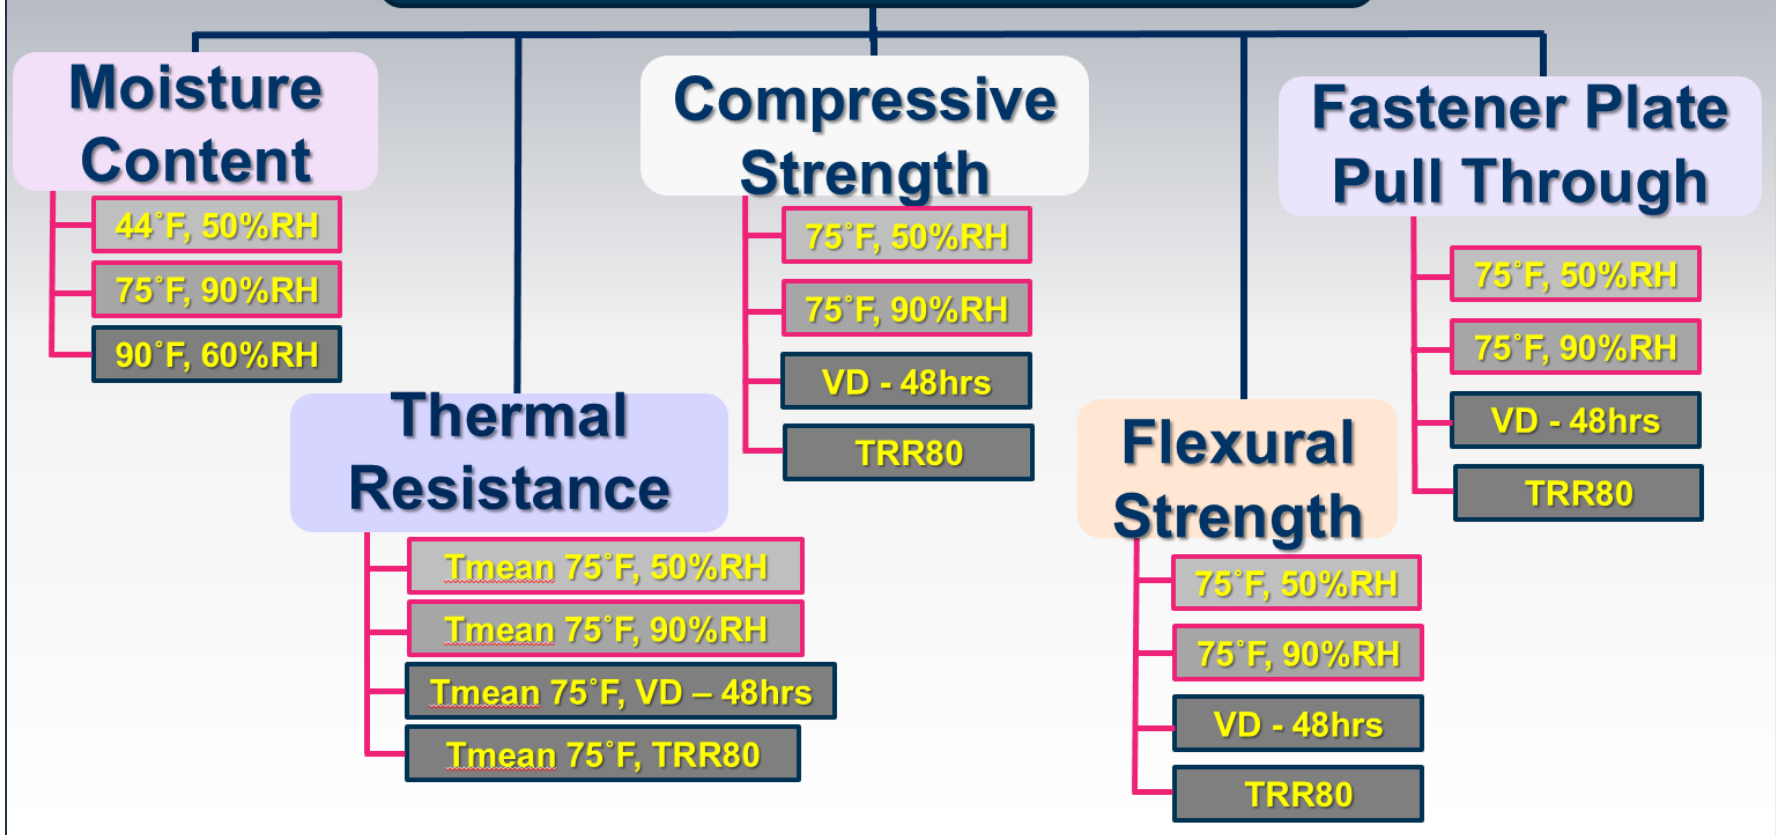 Moisture
Content
44˚F, 50%RH
75˚F, 90%RH
90˚F, 60%RH
Thermal
Resistance
Tmean 75˚F, 50%RH
Tmean 75˚F, 90%RH
Tmean 75˚F, VD – 48hrs
Tmean 75˚F, TRR80
Compressive
Strength
75˚F, 50%RH
75˚F, 90%RH
VD - 48hrs
TRR80
Flexural
Strength
75˚F, 50%RH
75˚F, 90%RH
VD - 48hrs
TRR80
Fastener Plate
Pull Through
75˚F, 50%RH
75˚F, 90%RH
VD - 48hrs
TRR80